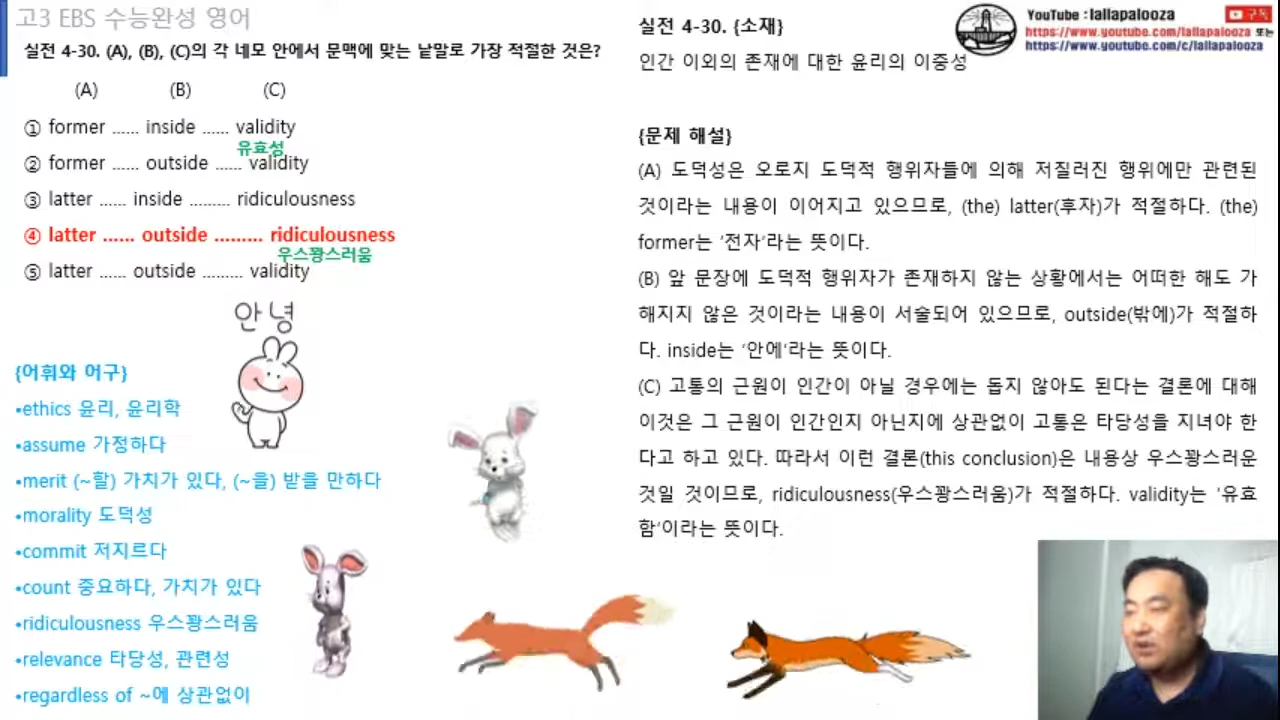 고3 EBS 수능완성 영어
실전 4-30. (A), (B), (C)의 각 네모 안에서 문맥에 맞는 낱말로 가장 적절한 것은?
(A) (B) (C)
① former ...... inside ...... validity
유효성
② former ...... outside ...... validity
③ latter ...... inside ......... ridiculousness
④ latter ...... outside ......... ridiculousness
우스꽝스러움
⑤ latter ...... outside ......... validity
안녕
{어휘와 어구}
•ethics 윤리, 윤리학
•assume 가정하다
•merit (~할) 가치가 있다, (~을) 받을 만하다
•morality 도덕성
•commit 저지르다
•count 중요하다, 가치가 있다
•ridiculousness 우스꽝스러움
•relevance 타당성, 관련성
•regardless of ~에 상관없이
실전 4-30. {소재}
인간 이외의 존재에 대한 윤리의 이중성
{문제 해설}
(A) 도덕성은 오로지 도덕적 행위자들에 의해 저질러진 행위에만 관련된
것이라는 내용이 이어지고 있으므로, (the) latter(후자)가 적절하다. (the)
former는 '전자'라는 뜻이다.
(B) 앞 문장에 도덕적 행위자가 존재하지 않는 상황에서는 어떠한 해도 가
해지지 않은 것이라는 내용이 서술되어 있으므로, outside(밖에)가 적절하
다. inside는 '안에'라는 뜻이다.
(C) 고통의 근원이 인간이 아닐 경우에는 돕지 않아도 된다는 결론에 대해
이것은 그 근원이 인간인지 아닌지에 상관없이 고통은 타당성을 지녀야 한
다고 하고 있다. 따라서 이런 결론(this conclusion)은 내용상 우스꽝스러운
것일 것이므로, ridiculousness(우스꽝스러움)가 적절하다. validity는 '유효
함'이라는 뜻이다.
YouTube : lallapalooza
구독
https://www.youtube.com/lallapalooza 또는
https://www.youtube.com/c/lallapalooza